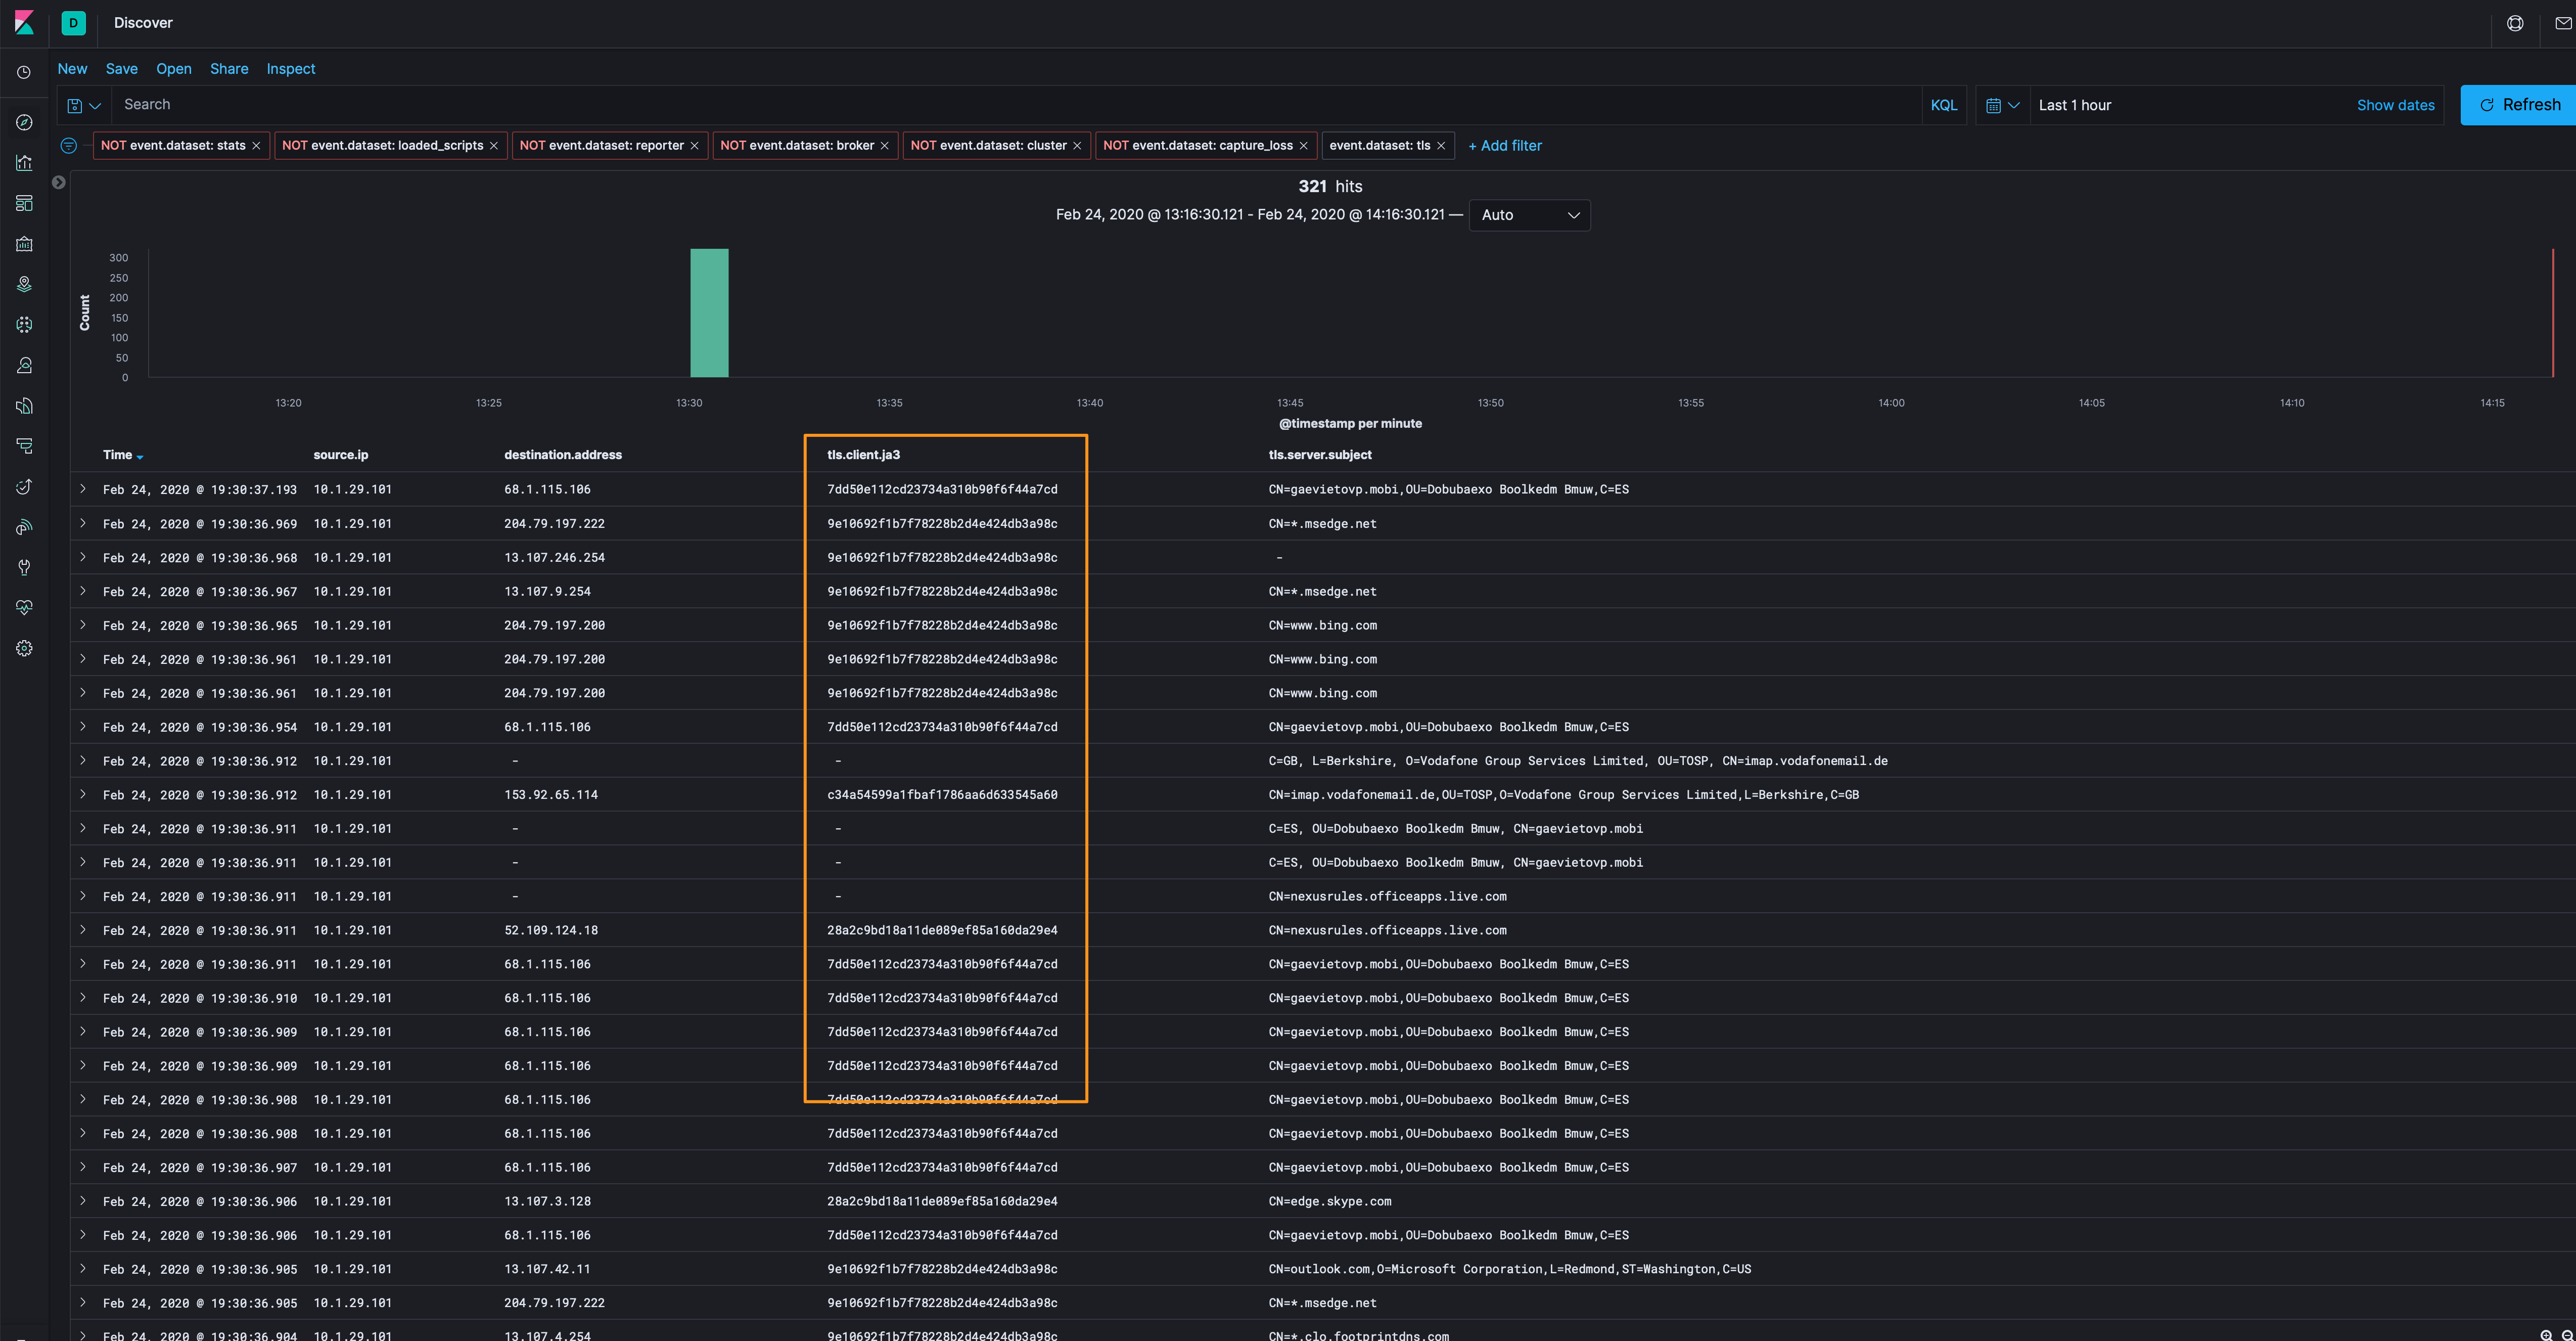 D Discover
New Save Open Share Inspect
Search KQL Last 1 hour Show dates Refresh
NOT event.dataset: stats × NOT event.dataset: loaded_scripts × NOT event.dataset: reporter × NOT event.dataset: broker × NOT event.dataset: cluster × NOT event.dataset: capture_loss × event.dataset: tls × + Add filter
321 hits
Feb 24, 2020 @ 13:16:30.121 - Feb 24, 2020 @ 14:16:30.121 — Auto
300
250
200
150
100
50
0
Count
13:20 13:25 13:30 13:35 13:40 13:45 13:50 13:55 14:00 14:05 14:10 14:15
@timestamp per minute
Time source.ip destination.address tls.client.ja3 tls.server.subject
Feb 24, 2020 @ 19:30:37.193 10.1.29.101 68.1.115.106 7dd50e112cd23734a310b90f6f44a7cd CN=gaevietovp.mobi,OU=Dobubaexo Boolkedm Bmuw,C=ES
Feb 24, 2020 @ 19:30:36.969 10.1.29.101 204.79.197.222 9e10692f1b7f78228b2d4e424db3a98c CN=*.msedge.net
Feb 24, 2020 @ 19:30:36.968 10.1.29.101 13.107.246.254 9e10692f1b7f78228b2d4e424db3a98c -
Feb 24, 2020 @ 19:30:36.967 10.1.29.101 13.107.9.254 9e10692f1b7f78228b2d4e424db3a98c CN=*.msedge.net
Feb 24, 2020 @ 19:30:36.965 10.1.29.101 204.79.197.200 9e10692f1b7f78228b2d4e424db3a98c CN=www.bing.com
Feb 24, 2020 @ 19:30:36.961 10.1.29.101 204.79.197.200 9e10692f1b7f78228b2d4e424db3a98c CN=www.bing.com
Feb 24, 2020 @ 19:30:36.961 10.1.29.101 204.79.197.200 9e10692f1b7f78228b2d4e424db3a98c CN=www.bing.com
Feb 24, 2020 @ 19:30:36.954 10.1.29.101 68.1.115.106 7dd50e112cd23734a310b90f6f44a7cd CN=gaevietovp.mobi,OU=Dobubaexo Boolkedm Bmuw,C=ES
Feb 24, 2020 @ 19:30:36.912 10.1.29.101 - - C=GB, L=Berkshire, O=Vodafone Group Services Limited, OU=TOSP, CN=imap.vodafonemail.de
Feb 24, 2020 @ 19:30:36.912 10.1.29.101 153.92.65.114 c34a54599a1fbaf1786aa6d633545a60 CN=imap.vodafonemail.de,OU=TOSP,O=Vodafone Group Services Limited,L=Berkshire,C=GB
Feb 24, 2020 @ 19:30:36.911 10.1.29.101 - - C=ES, OU=Dobubaexo Boolkedm Bmuw, CN=gaevietovp.mobi
Feb 24, 2020 @ 19:30:36.911 10.1.29.101 - - C=ES, OU=Dobubaexo Boolkedm Bmuw, CN=gaevietovp.mobi
Feb 24, 2020 @ 19:30:36.911 10.1.29.101 - - CN=nexusrules.officeapps.live.com
Feb 24, 2020 @ 19:30:36.911 10.1.29.101 52.109.124.18 28a2c9bd18a11de089ef85a160da29e4 CN=nexusrules.officeapps.live.com
Feb 24, 2020 @ 19:30:36.911 10.1.29.101 68.1.115.106 7dd50e112cd23734a310b90f6f44a7cd CN=gaevietovp.mobi,OU=Dobubaexo Boolkedm Bmuw,C=ES
Feb 24, 2020 @ 19:30:36.910 10.1.29.101 68.1.115.106 7dd50e112cd23734a310b90f6f44a7cd CN=gaevietovp.mobi,OU=Dobubaexo Boolkedm Bmuw,C=ES
Feb 24, 2020 @ 19:30:36.909 10.1.29.101 68.1.115.106 7dd50e112cd23734a310b90f6f44a7cd CN=gaevietovp.mobi,OU=Dobubaexo Boolkedm Bmuw,C=ES
Feb 24, 2020 @ 19:30:36.909 10.1.29.101 68.1.115.106 7dd50e112cd23734a310b90f6f44a7cd CN=gaevietovp.mobi,OU=Dobubaexo Boolkedm Bmuw,C=ES
Feb 24, 2020 @ 19:30:36.908 10.1.29.101 68.1.115.106 7dd50e112cd23734a310b90f6f44a7cd CN=gaevietovp.mobi,OU=Dobubaexo Boolkedm Bmuw,C=ES
Feb 24, 2020 @ 19:30:36.908 10.1.29.101 68.1.115.106 7dd50e112cd23734a310b90f6f44a7cd CN=gaevietovp.mobi,OU=Dobubaexo Boolkedm Bmuw,C=ES
Feb 24, 2020 @ 19:30:36.907 10.1.29.101 68.1.115.106 7dd50e112cd23734a310b90f6f44a7cd CN=gaevietovp.mobi,OU=Dobubaexo Boolkedm Bmuw,C=ES
Feb 24, 2020 @ 19:30:36.906 10.1.29.101 13.107.3.128 28a2c9bd18a11de089ef85a160da29e4 CN=edge.skype.com
Feb 24, 2020 @ 19:30:36.906 10.1.29.101 68.1.115.106 7dd50e112cd23734a310b90f6f44a7cd CN=gaevietovp.mobi,OU=Dobubaexo Boolkedm Bmuw,C=ES
Feb 24, 2020 @ 19:30:36.905 10.1.29.101 13.107.42.11 9e10692f1b7f78228b2d4e424db3a98c CN=outlook.com,O=Microsoft Corporation,L=Redmond,ST=Washington,C=US
Feb 24, 2020 @ 19:30:36.905 10.1.29.101 204.79.197.222 9e10692f1b7f78228b2d4e424db3a98c CN=*.msedge.net
Feb 24, 2020 @ 19:30:36.904 10.1.29.101 13.107.4.254 9e10692f1b7f78228b2d4e424db3a98c CN=*.clo.footprintdns.com